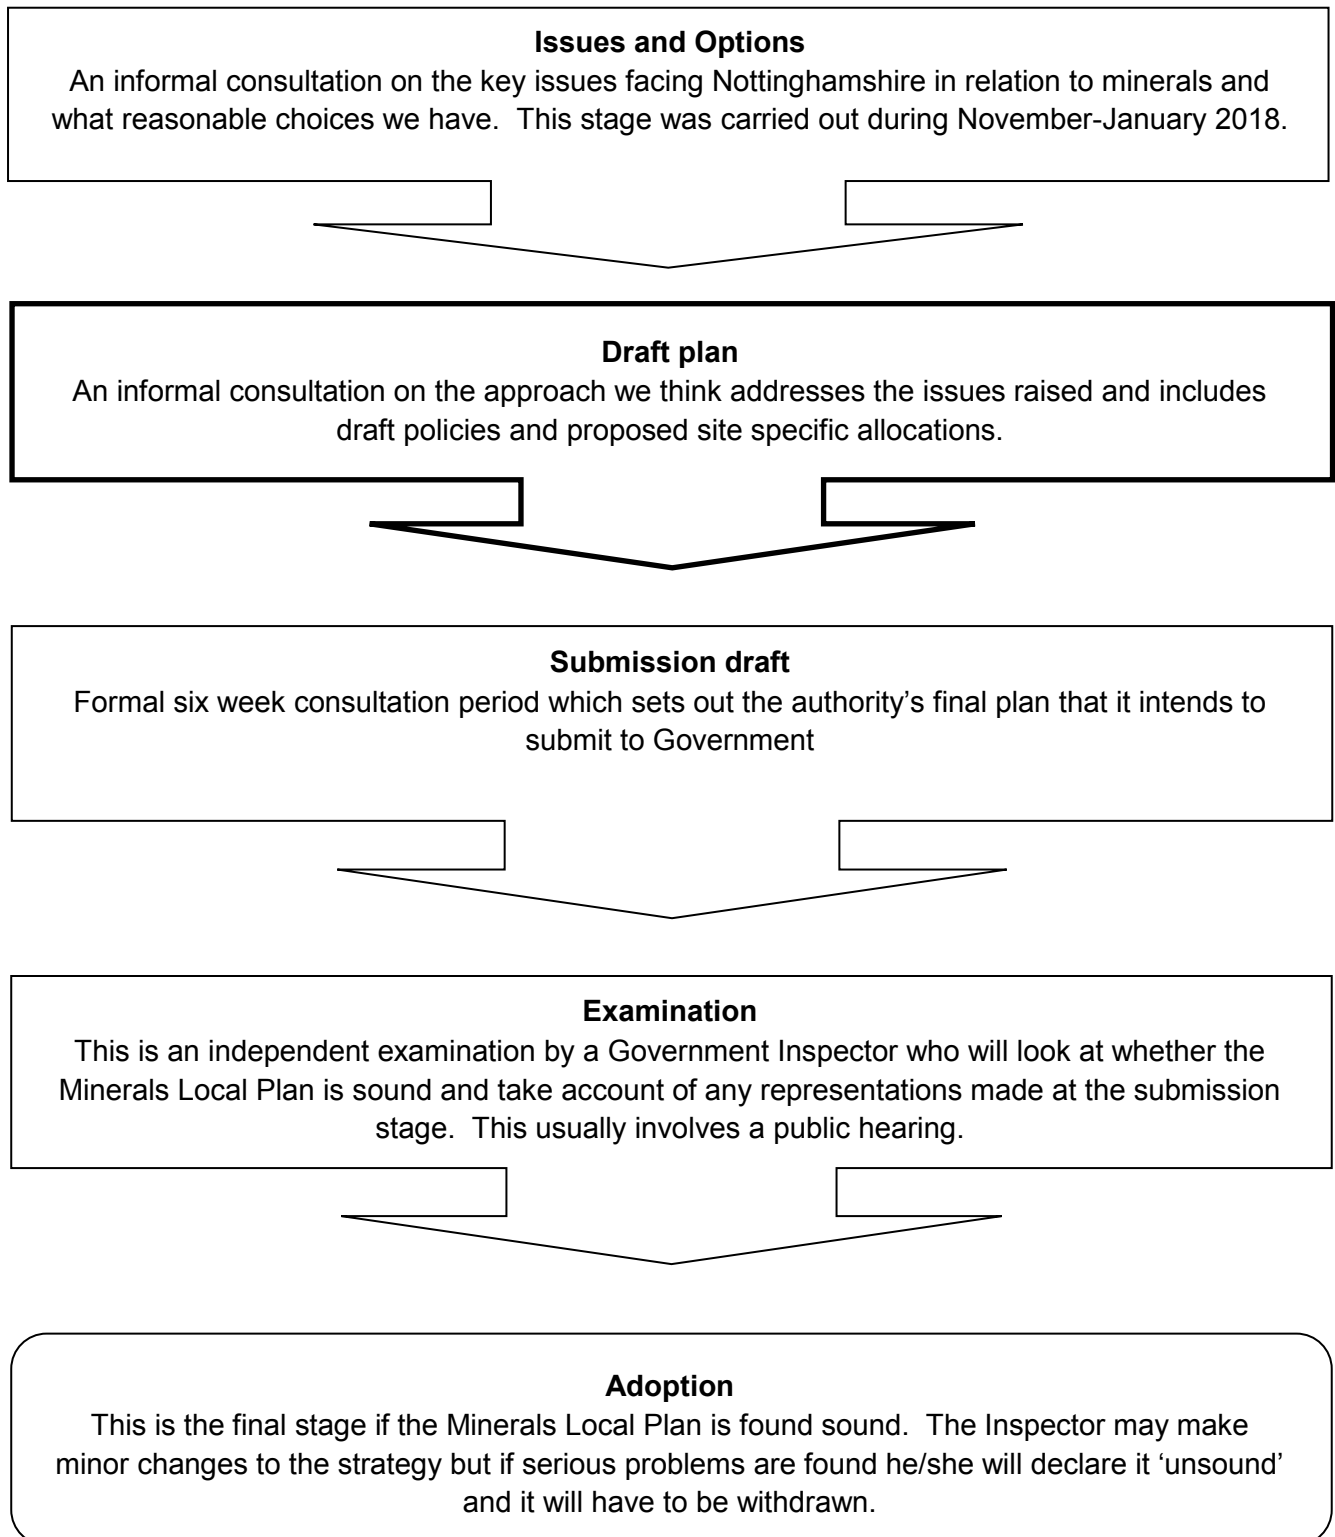 Issues and Options
An informal consultation on the key issues facing Nottinghamshire in relation to minerals and
what reasonable choices we have.  This stage was carried out during November-January 2018.
Draft plan
An informal consultation on the approach we think addresses the issues raised and includes
draft policies and proposed site specific allocations.
Submission draft
Formal six week consultation period which sets out the authority’s final plan that it intends to
submit to Government
Examination
This is an independent examination by a Government Inspector who will look at whether the
Minerals Local Plan is sound and take account of any representations made at the submission
stage.  This usually involves a public hearing.
Adoption
This is the final stage if the Minerals Local Plan is found sound.  The Inspector may make
minor changes to the strategy but if serious problems are found he/she will declare it ‘unsound’
and it will have to be withdrawn.